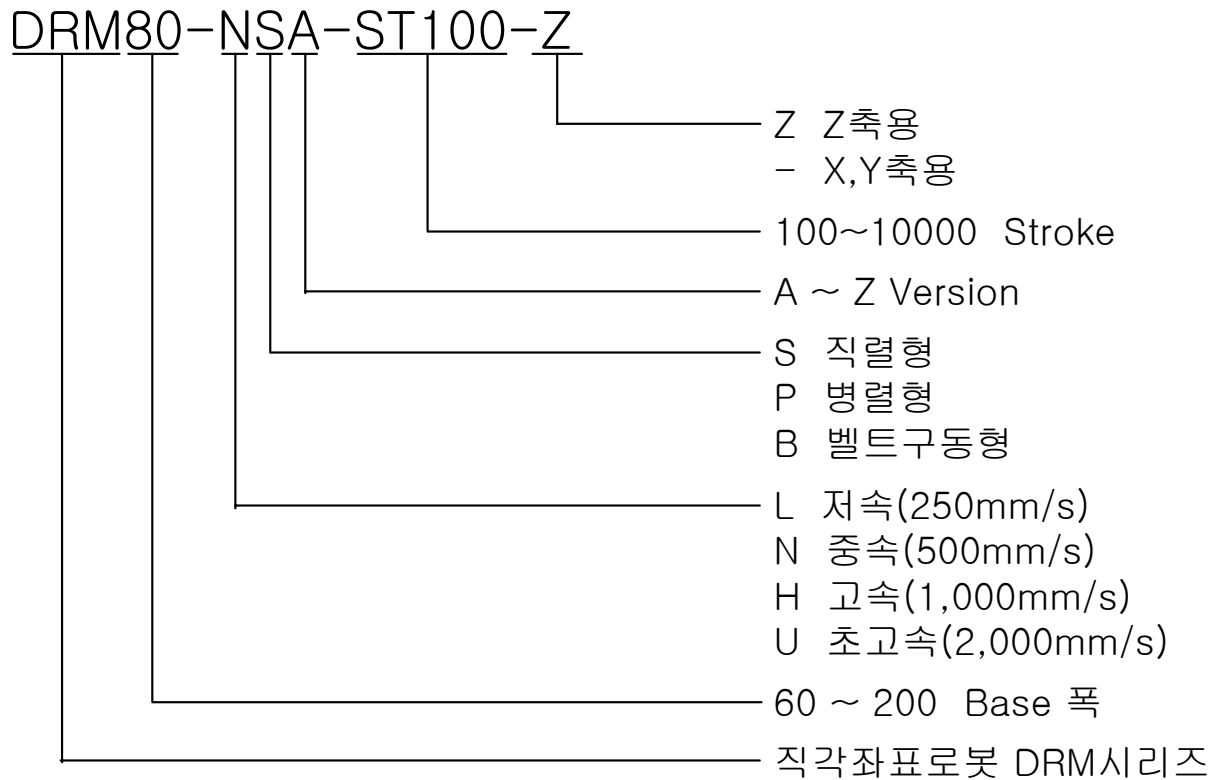 DRM80-NSA-ST100-Z
Z Z축용
- X,Y축용
100~10000 Stroke
A ~ Z Version
S 직렬형
P 병렬형
B 벨트구동형
L 저속(250mm/s)
N 중속(500mm/s)
H 고속(1,000mm/s)
U 초고속(2,000mm/s)
60 ~ 200 Base 폭
직각좌표로봇 DRM시리즈